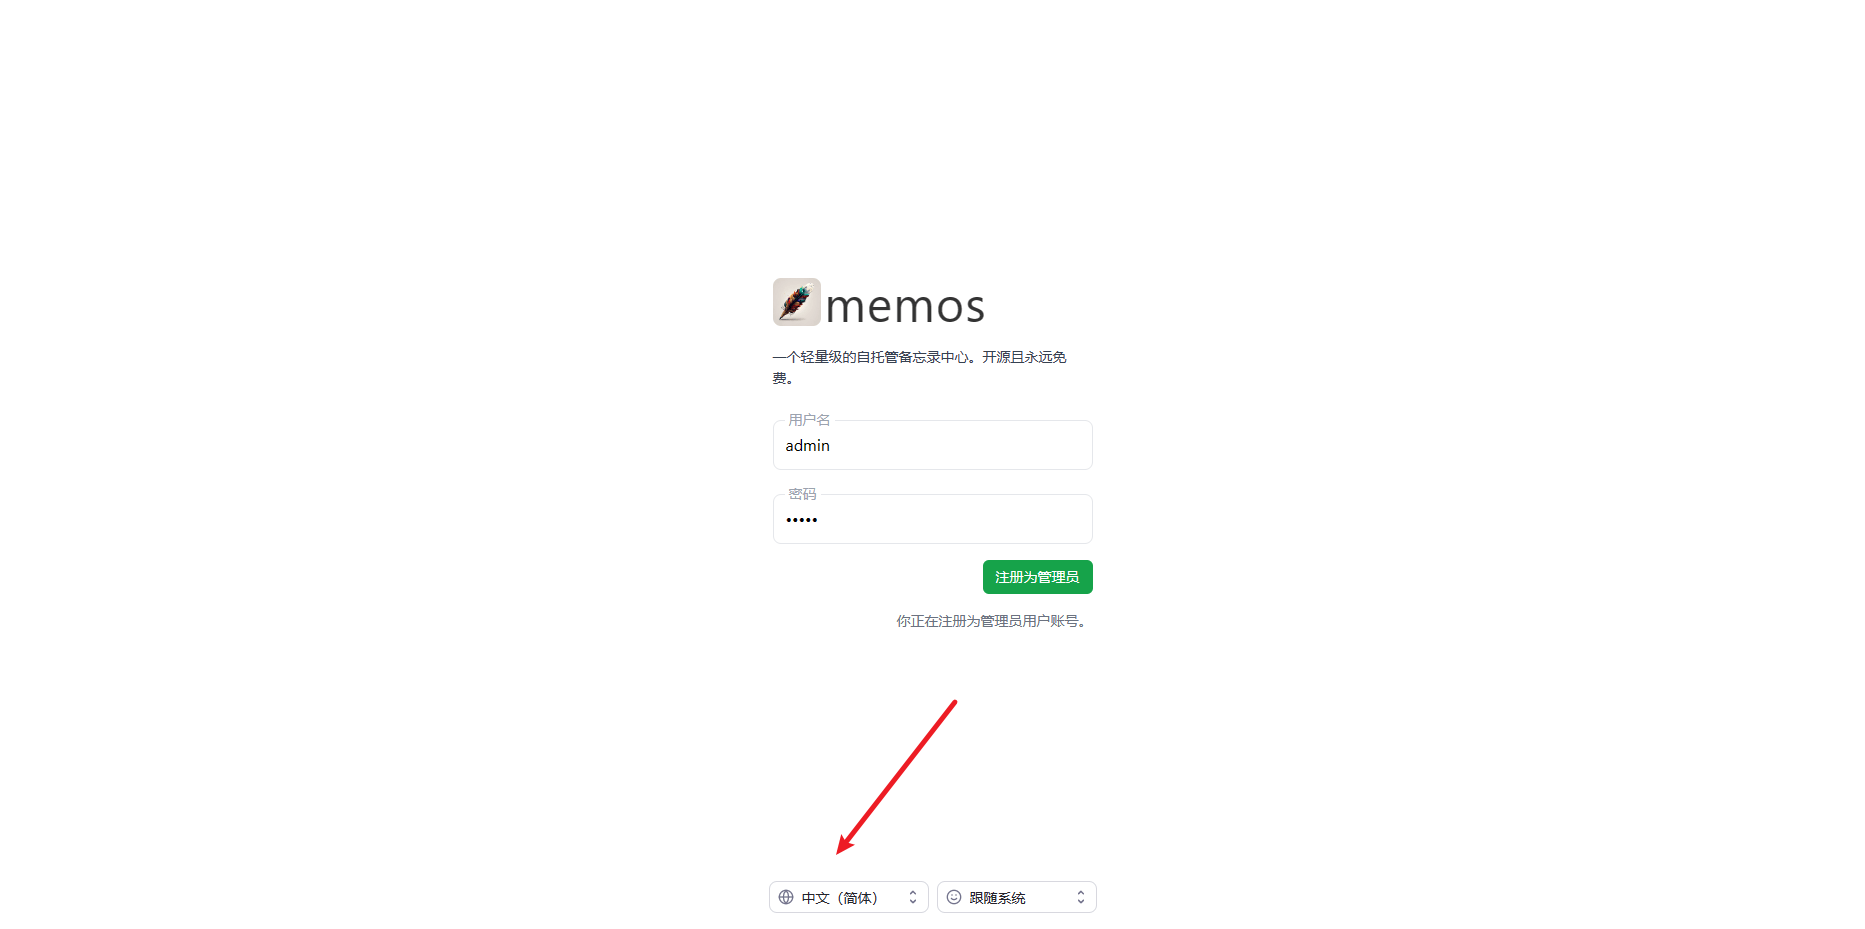 memos
一个轻量级的自托管备忘录中心。开源且永远免
费。
用户名
admin
密码
•••••
注册为管理员
你正在注册为管理员用户账号。
中文（简体）
跟随系统